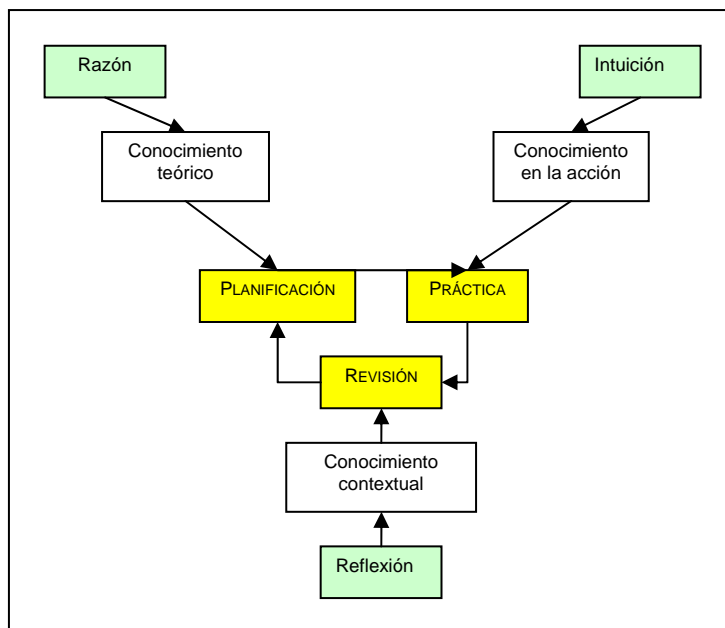 Razón
Intuición
Conocimiento
teórico
Conocimiento
en la acción
PLANIFICACIÓN
PRÁCTICA
REVISIÓN
Conocimiento
contextual
Reflexión